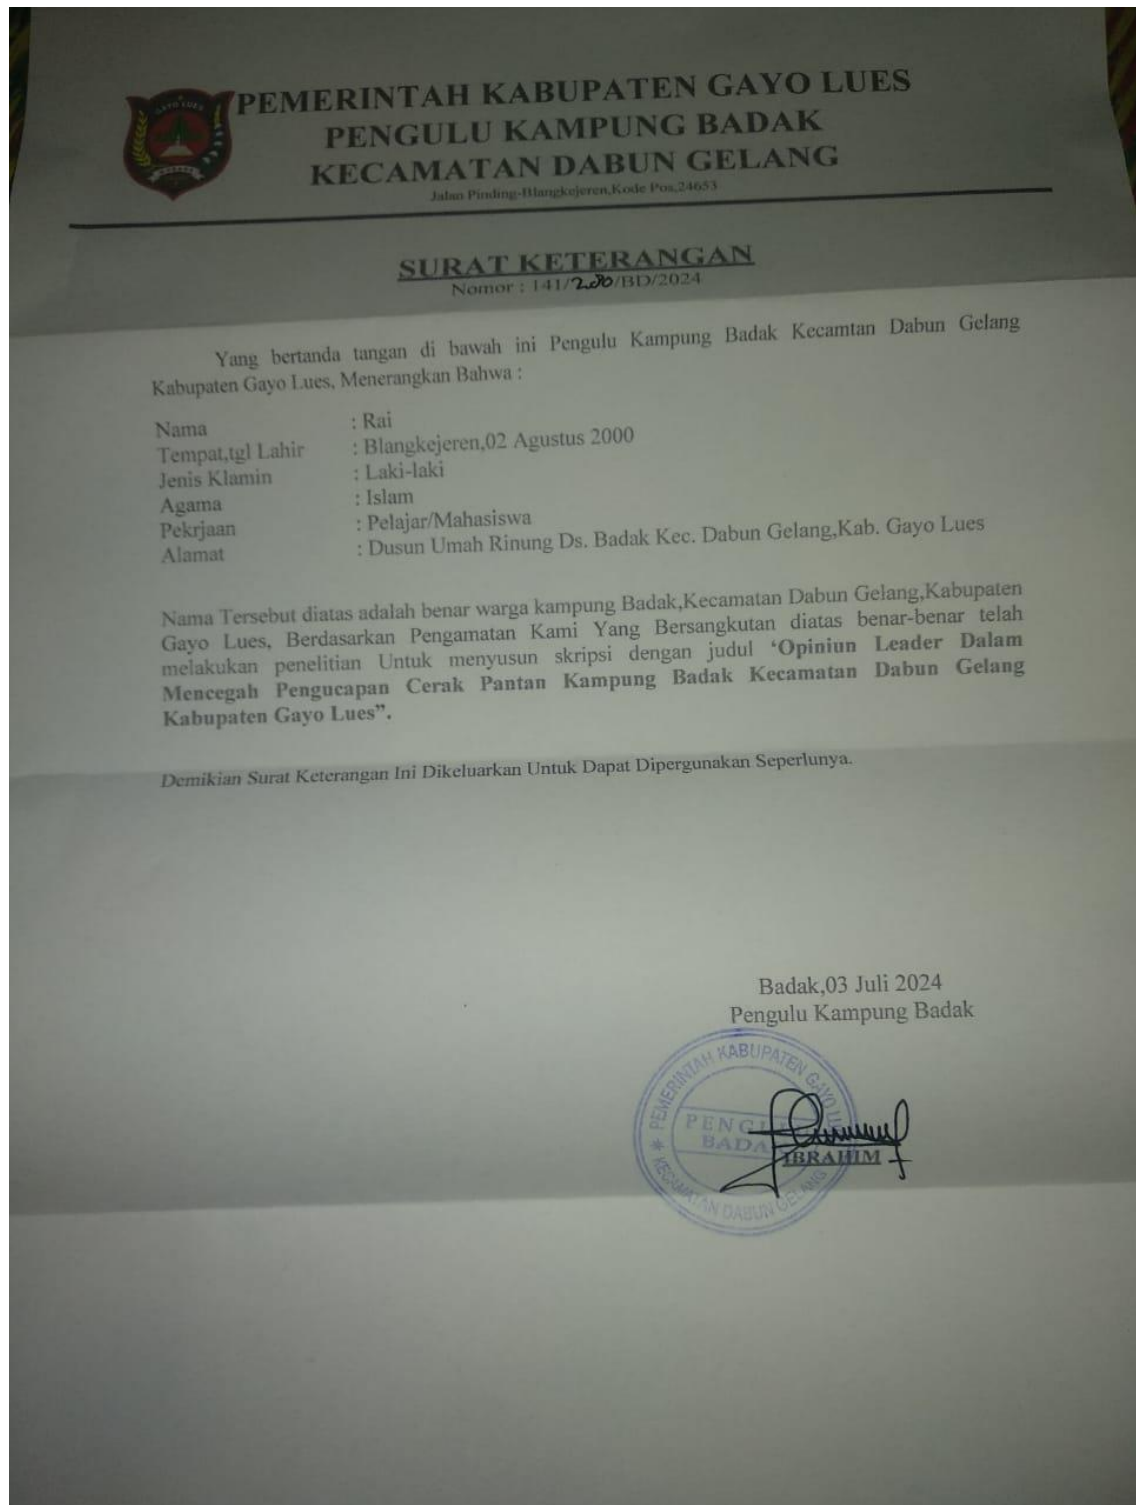 GAYO LUES
PEMERINTAH KABUPATEN GAYO LUES
PENGULU KAMPUNG BADAK
KECAMATAN DABUN GELANG
Jalan Pinding-Blangkejeren,Kode Pos,24653
SURAT KETERANGAN
Nomor : 141/200/BD/2024
Yang bertanda tangan di bawah ini Pengulu Kampung Badak Kecamtan Dabun Gelang
Kabupaten Gayo Lues, Menerangkan Bahwa :
Nama : Rai
Tempat,tgl Lahir : Blangkejeren,02 Agustus 2000
Jenis Klamin : Laki-laki
Agama : Islam
Pekrjaan : Pelajar/Mahasiswa
Alamat : Dusun Umah Rinung Ds. Badak Kec. Dabun Gelang,Kab. Gayo Lues
Nama Tersebut diatas adalah benar warga kampung Badak,Kecamatan Dabun Gelang,Kabupaten
Gayo Lues, Berdasarkan Pengamatan Kami Yang Bersangkutan diatas benar-benar telah
melakukan penelitian Untuk menyusun skripsi dengan judul ‘Opiniun Leader Dalam
Mencegah Pengucapan Cerak Pantan Kampung Badak Kecamatan Dabun Gelang
Kabupaten Gayo Lues”.
Demikian Surat Keterangan Ini Dikeluarkan Untuk Dapat Dipergunakan Seperlunya.
Badak,03 Juli 2024
Pengulu Kampung Badak
PEMERINTAH KABUPATEN GAYO LUES
BADAK
KECAMATAN DABUN GELANG
IBRAHIM